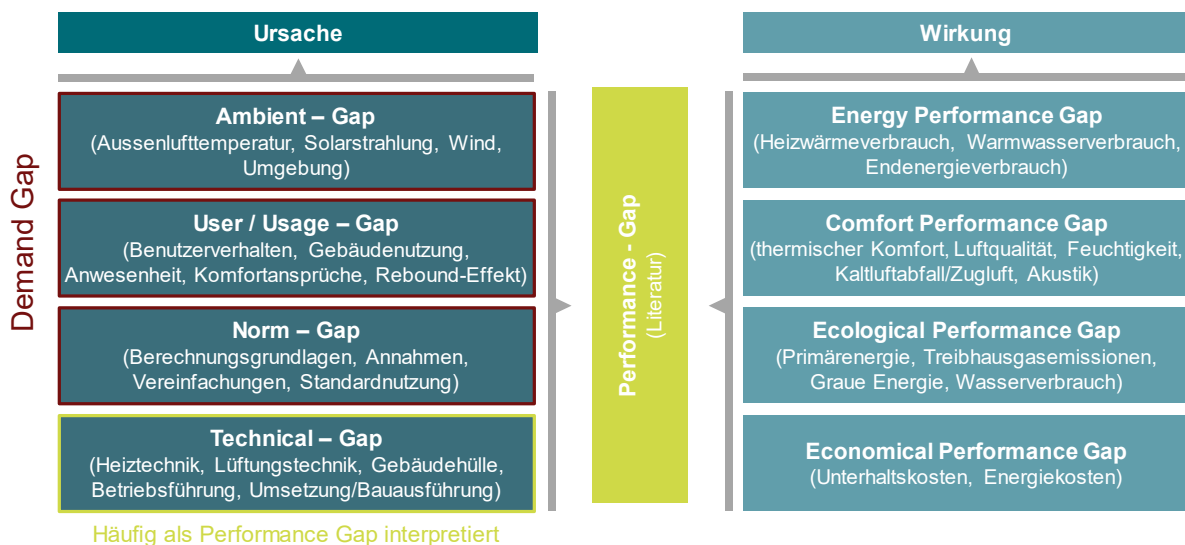 Ursache
Wirkung
Demand Gap
Ambient – Gap
(Aussenlufttemperatur, Solarstrahlung, Wind,
Umgebung)
User / Usage – Gap
(Benutzerverhalten, Gebäudenutzung,
Anwesenheit, Komfortansprüche, Rebound-Effekt)
Norm – Gap
(Berechnungsgrundlagen, Annahmen,
Vereinfachungen, Standardnutzung)
Technical – Gap
(Heiztechnik, Lüftungstechnik, Gebäudehülle,
Betriebsführung, Umsetzung/Bauausführung)
Häufig als Performance Gap interpretiert
Performance - Gap
(Literatur)
Energy Performance Gap
(Heizwärmeverbrauch, Warmwasserverbrauch,
Endenergieverbrauch)
Comfort Performance Gap
(thermischer Komfort, Luftqualität, Feuchtigkeit,
Kaltluftabfall/Zugluft, Akustik)
Ecological Performance Gap
(Primärenergie, Treibhausgasemissionen,
Graue Energie, Wasserverbrauch)
Economical Performance Gap
(Unterhaltskosten, Energiekosten)